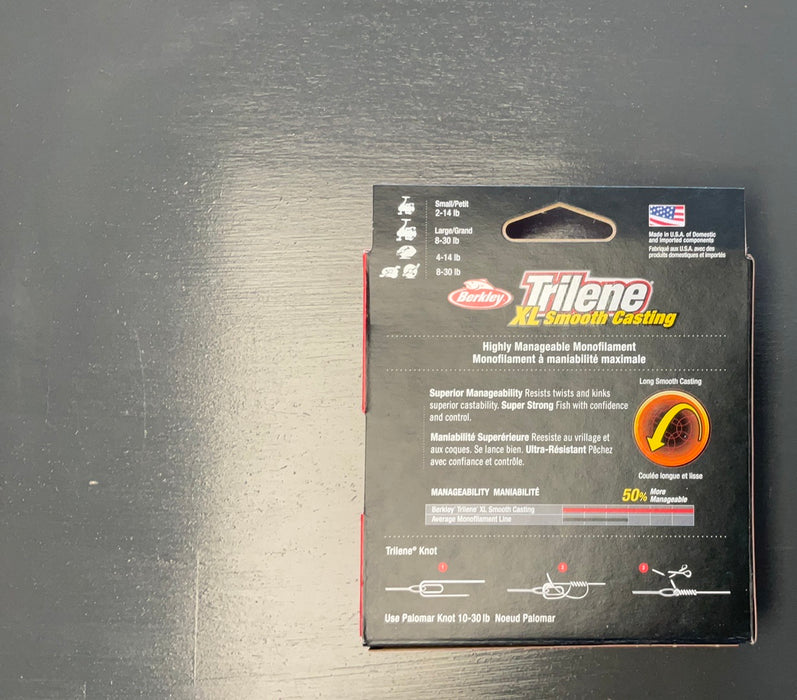 Small/Petit
2-14 lb
Large/Grand
8-30 lb
4-14 lb
8-30 lb
Made in U.S.A. of Domestic
and Imported components
Fabriqué aux U.S.A. avec des
produits domestiques et importés
Berkley
Trilene
XL Smooth Casting
Highly Manageable Monofilament
Monofilament à maniabilité maximale
Long Smooth Casting
Superior Manageability Resists twists and kinks
superior castability. Super Strong Fish with confidence
and control.
Maniabilité Superérieure Reesiste au vrillage et
aux coques. Se lance bien. Ultra-Résistant Pêchez
avec confiance et contrôle.
Coulée longue et lisse
MANAGEABILITY MANIABILITÉ
50% More
Manageable
Berkley® Trilene® XL Smooth Casting
Average Monofilament Line
Trilene® Knot
1 2 3
Use Palomar Knot 10-30 lb Noeud Palomar